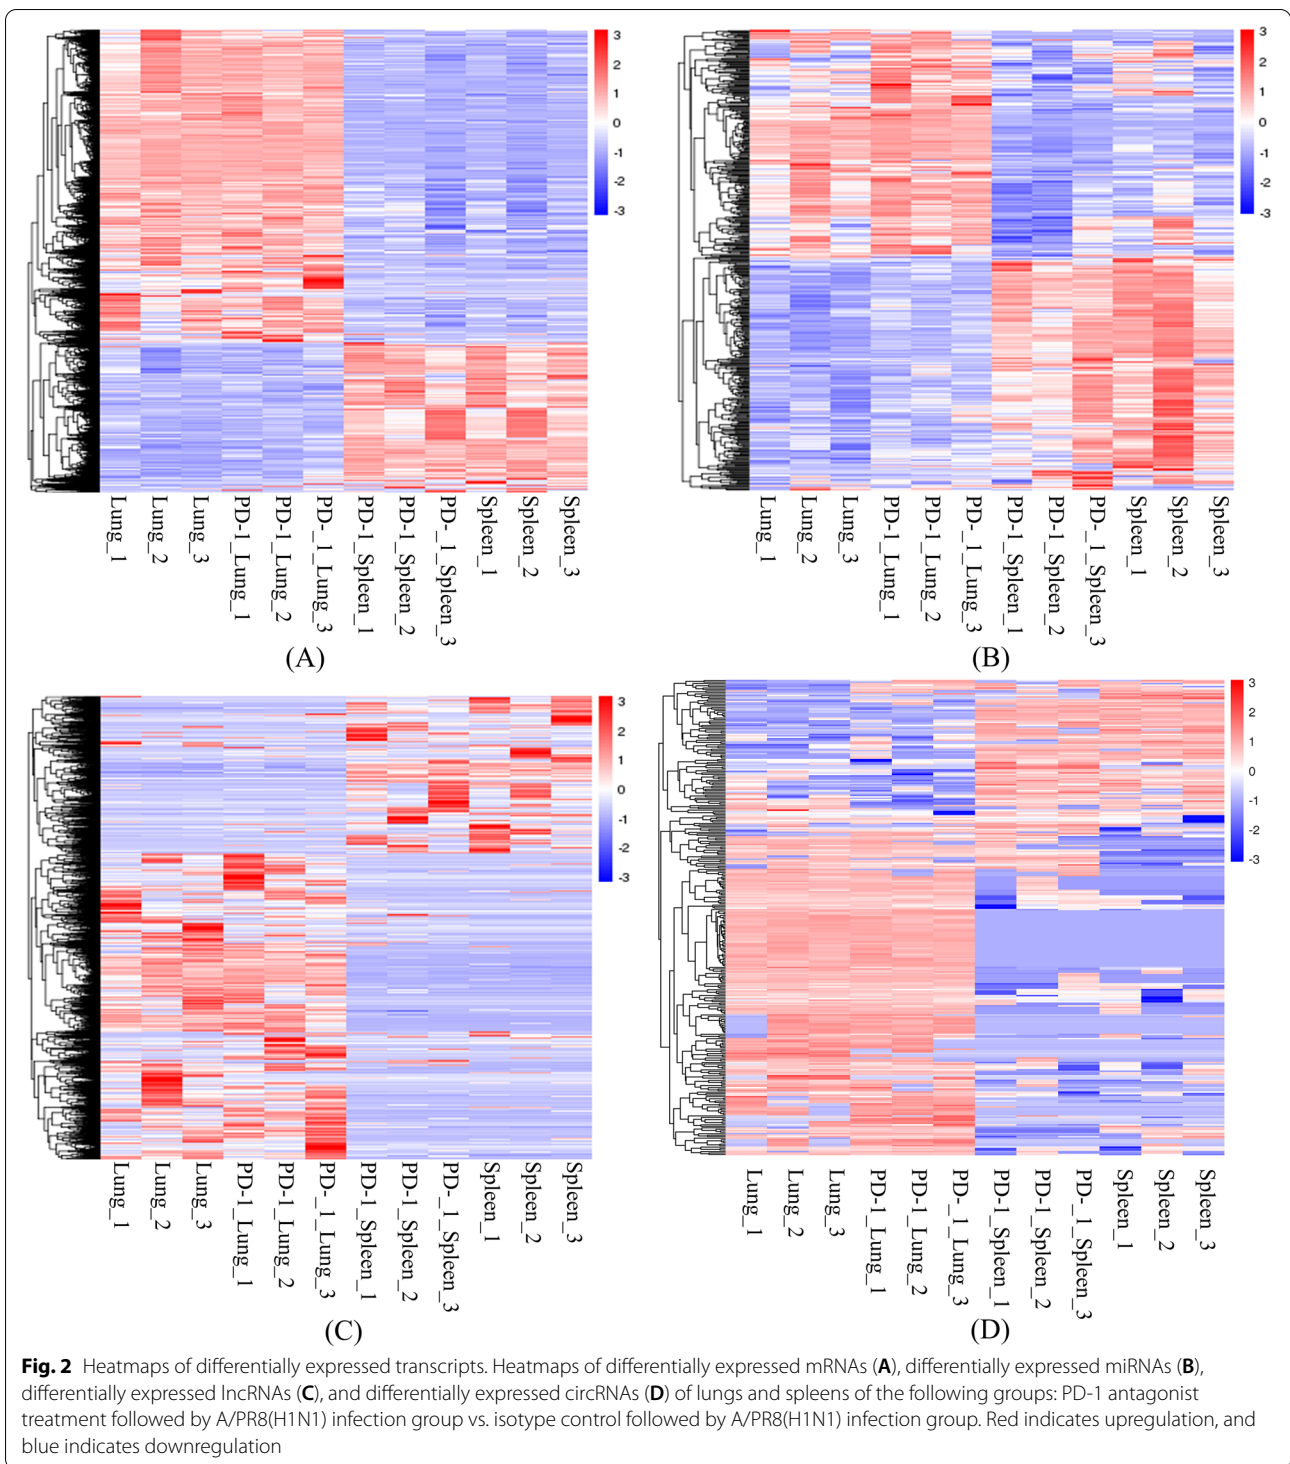 3
2
1
0
-1
-2
-3
Lung_1
Lung_2
Lung_3
PD-1_Lung_1
PD-1_Lung_2
PD-_1_Lung_3
PD-1_Spleen_1
PD-1_Spleen_2
PD-_1_Spleen_3
Spleen_1
Spleen_2
Spleen_3
(A)
3
2
1
0
-1
-2
-3
Lung_1
Lung_2
Lung_3
PD-1_Lung_1
PD-1_Lung_2
PD-_1_Lung_3
PD-1_Spleen_1
PD-1_Spleen_2
PD-_1_Spleen_3
Spleen_1
Spleen_2
Spleen_3
(B)
3
2
1
0
-1
-2
-3
Lung_1
Lung_2
Lung_3
PD-1_Lung_1
PD-1_Lung_2
PD-_1_Lung_3
PD-1_Spleen_1
PD-1_Spleen_2
PD-_1_Spleen_3
Spleen_1
Spleen_2
Spleen_3
(C)
3
2
1
0
-1
-2
-3
Lung_1
Lung_2
Lung_3
PD-1_Lung_1
PD-1_Lung_2
PD-_1_Lung_3
PD-1_Spleen_1
PD-1_Spleen_2
PD-_1_Spleen_3
Spleen_1
Spleen_2
Spleen_3
(D)
Fig. 2 Heatmaps of differentially expressed transcripts. Heatmaps of differentially expressed mRNAs (A), differentially expressed miRNAs (B),
differentially expressed lncRNAs (C), and differentially expressed circRNAs (D) of lungs and spleens of the following groups: PD-1 antagonist
treatment followed by A/PR8(H1N1) infection group vs. isotype control followed by A/PR8(H1N1) infection group. Red indicates upregulation, and
blue indicates downregulation